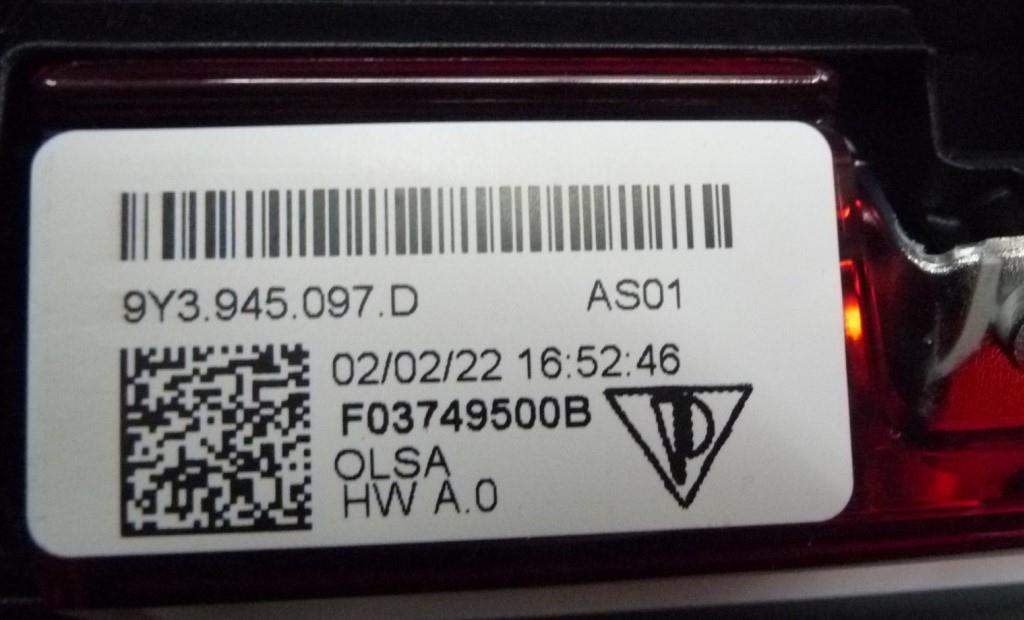 9Y3.945.097.D AS01
02/02/22 16:52:46
F03749500B
OLSA
HW A.0